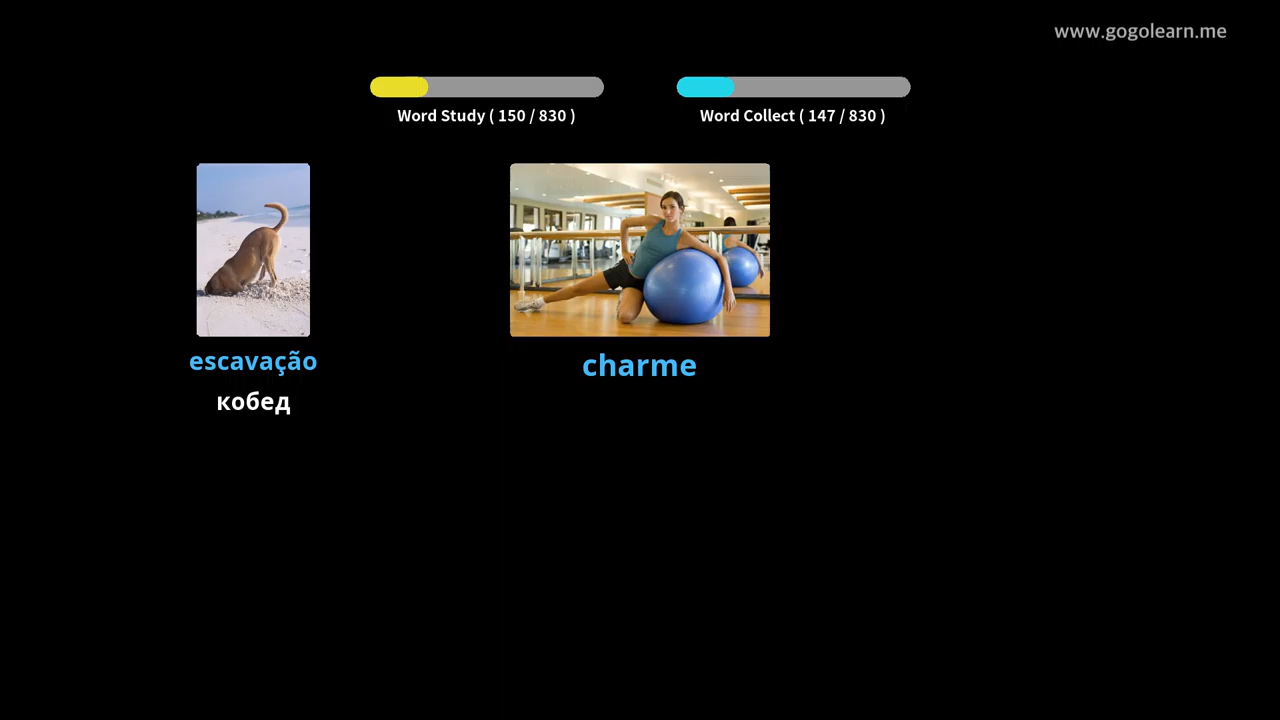 www.gogolearn.me
Word Study ( 150 / 830 )
Word Collect ( 147 / 830 )
escavação
кобед
charme